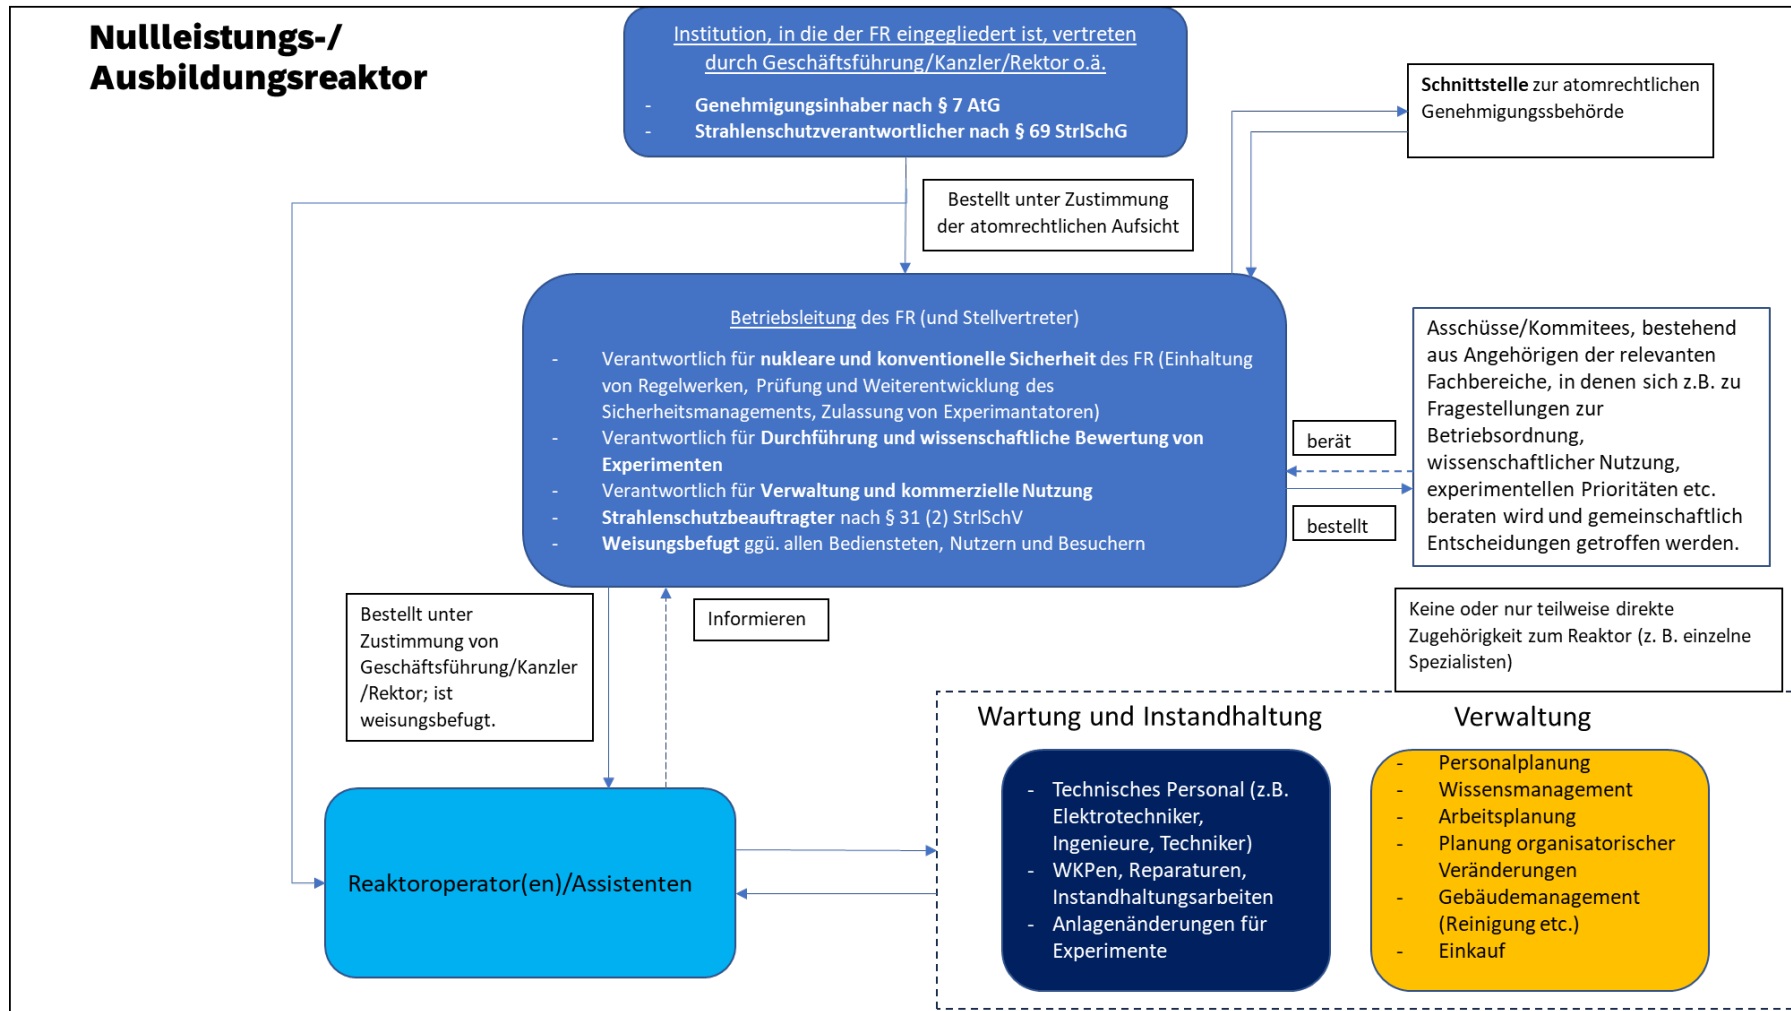 Nullleistungs-/
Ausbildungsreaktor
Institution, in die der FR eingegliedert ist, vertreten
durch Geschäftsführung/Kanzler/Rektor o.ä.
- Genehmigungsinhaber nach § 7 AtG
- Strahlenschutzverantwortlicher nach § 69 StrlSchG
Schnittstelle zur atomrechtlichen
Genehmigungssbehörde
Bestellt unter Zustimmung
der atomrechtlichen Aufsicht
Betriebsleitung des FR (und Stellvertreter)
- Verantwortlich für nukleare und konventionelle Sicherheit des FR (Einhaltung
von Regelwerken, Prüfung und Weiterentwicklung des
Sicherheitsmanagements, Zulassung von Experimantatoren)
- Verantwortlich für Durchführung und wissenschaftliche Bewertung von
Experimenten
- Verantwortlich für Verwaltung und kommerzielle Nutzung
- Strahlenschutzbeauftragter nach § 31 (2) StrlSchV
- Weisungsbefugt ggü. allen Bediensteten, Nutzern und Besuchern
berät
bestellt
Asschüsse/Kommitees, bestehend
aus Angehörigen der relevanten
Fachbereiche, in denen sich z.B. zu
Fragestellungen zur
Betriebsordnung,
wissenschaftlicher Nutzung,
experimentellen Prioritäten etc.
beraten wird und gemeinschaftlich
Entscheidungen getroffen werden.
Bestellt unter
Zustimmung von
Geschäftsführung/Kanzler
/Rektor; ist
weisungsbefugt.
Informieren
Keine oder nur teilweise direkte
Zugehörigkeit zum Reaktor (z. B. einzelne
Spezialisten)
Reaktoroperator(en)/Assistenten
Wartung und Instandhaltung
- Technisches Personal (z.B.
Elektrotechniker,
Ingenieure, Techniker)
- WKPen, Reparaturen,
Instandhaltungsarbeiten
- Anlagenänderungen für
Experimente
Verwaltung
- Personalplanung
- Wissensmanagement
- Arbeitsplanung
- Planung organisatorischer
Veränderungen
- Gebäudemanagement
(Reinigung etc.)
- Einkauf